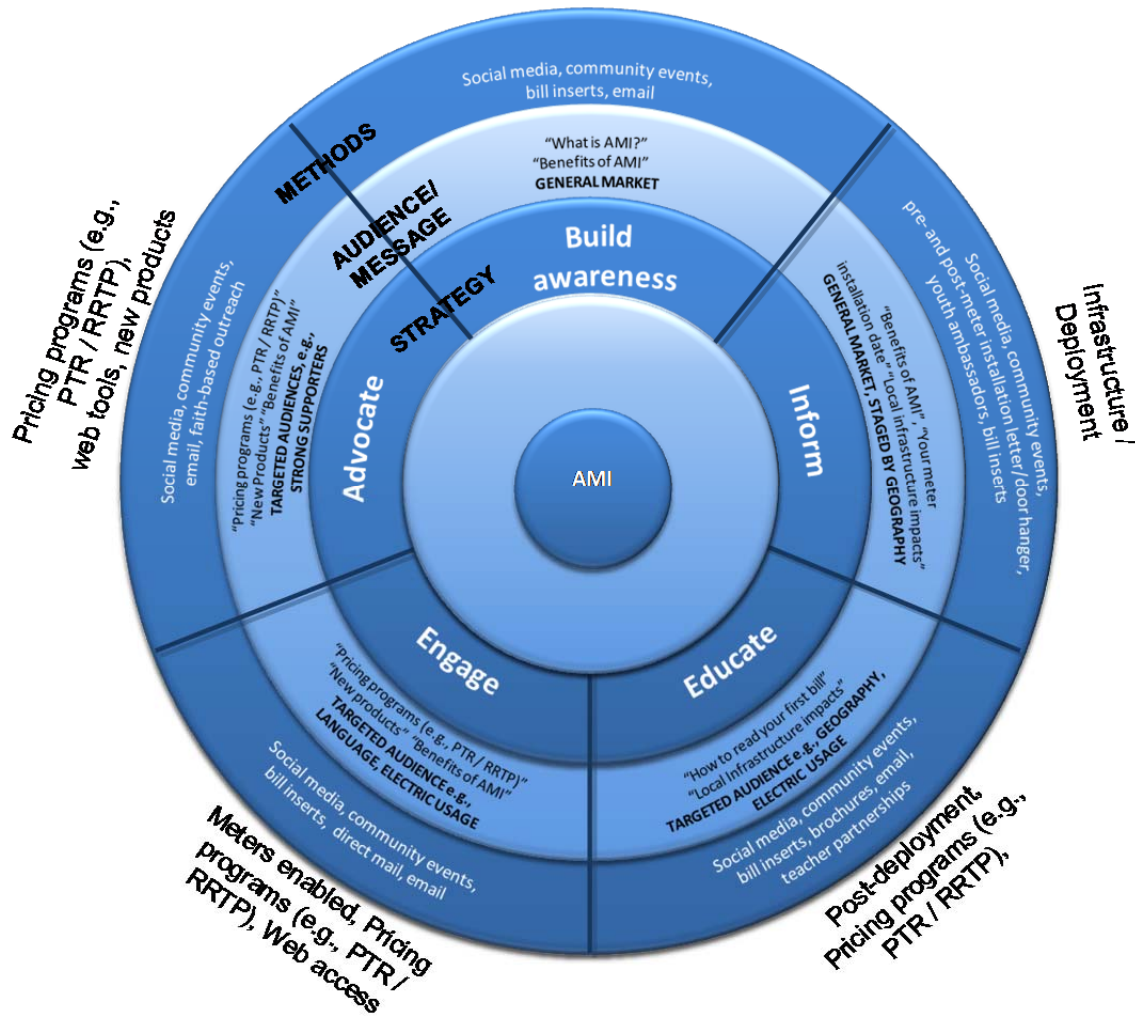 Social media, community events,
bill inserts, email
“What is AMI?”
“Benefits of AMI”
GENERAL MARKET
Build
awareness
METHODS
AUDIENCE/
MESSAGE
STRATEGY
AMI
Inform
“Benefits of AMI”, “Your meter
installation date” “Local infrastructure impacts”
GENERAL MARKET, STAGED BY GEOGRAPHY
Social media, community events,
pre- and post-meter installation letter/door hanger,
youth ambassadors, bill inserts
Infrastructure /
Deployment
Educate
“How to read your first bill”
“Local Infrastructure impacts”
TARGETED AUDIENCE e.g., GEOGRAPHY,
ELECTRIC USAGE
Social media, community events,
bill inserts, brochures, email,
teacher partnerships
Post-deployment,
Pricing programs (e.g.,
PTR / RRTP),
Engage
“Pricing programs (e.g., PTR / RRTP)”
“New products” “Benefits of AMI”
TARGETED AUDIENCE e.g.,
LANGUAGE, ELECTRIC USAGE
Social media, community events,
bill inserts, direct mail, email
Meters enabled, Pricing
programs (e.g., PTR /
RRTP), Web access
Advocate
“Pricing programs (e.g., PTR / RRTP)”
“New Products” “Benefits of AMI”
TARGETED AUDIENCES, e.g.,
STRONG SUPPORTERS
Social media, community events,
email, faith-based outreach
Pricing programs (e.g.,
PTR / RRTP),
web tools, new products